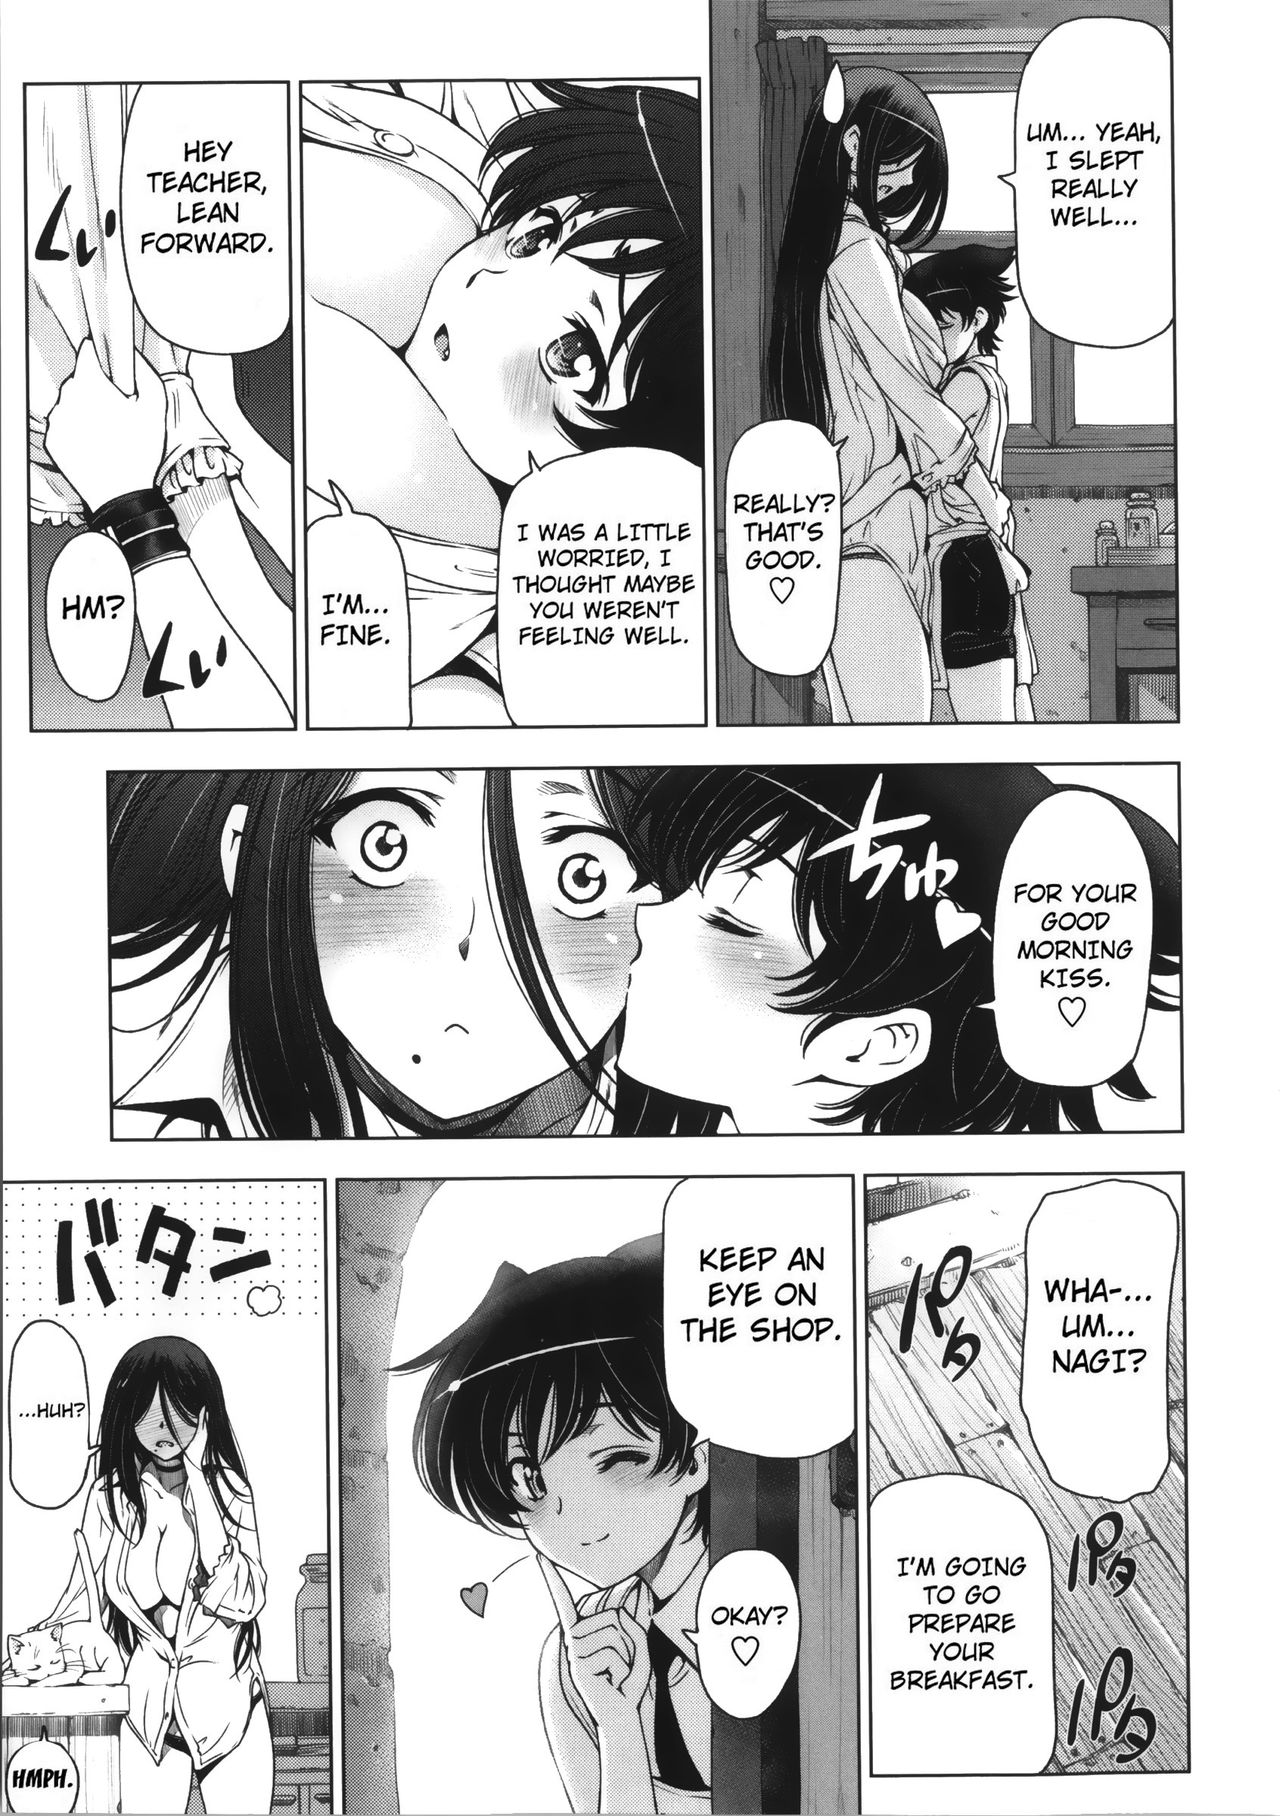 UM... YEAH,
I SLEPT
REALLY
WELL...
REALLY?
THAT'S
GOOD.
♡
I WAS A LITTLE
WORRIED, I
THOUGHT MAYBE
YOU WEREN'T
FEELING WELL.
I'M...
FINE.
HEY
TEACHER,
LEAN
FORWARD.
くい
HM?
くい
ちゅ
FOR YOUR
GOOD
MORNING
KISS.
♡
WHA-...
UM...
NAGI?
パタ
パタ
パタ
I'M GOING
TO GO
PREPARE
YOUR
BREAKFAST.
KEEP AN
EYE ON
THE SHOP.
OKAY?
♡
バタン
...HUH?
HMPH.